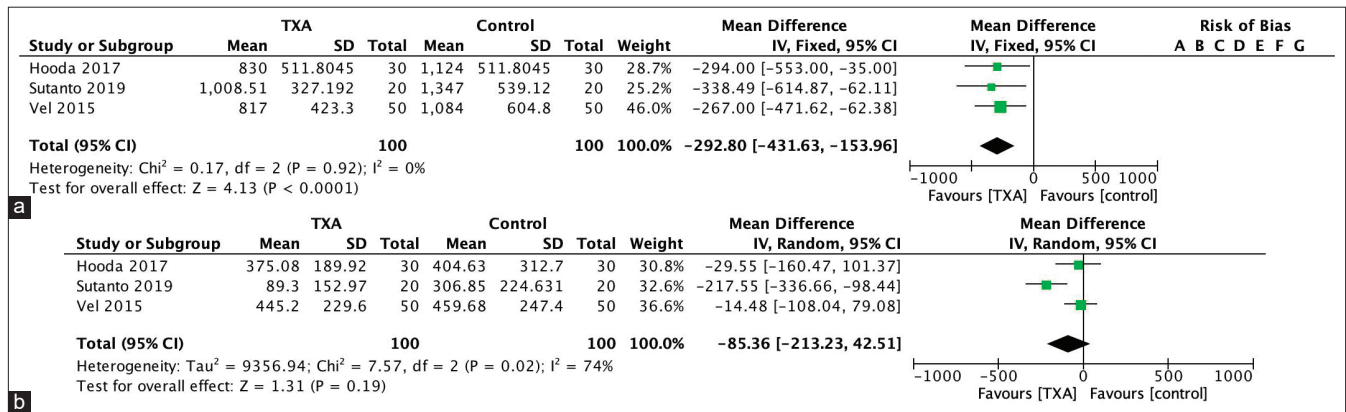 TXA Control Mean Difference Mean Difference Risk of Bias
Study or Subgroup Mean SD Total Mean SD Total Weight IV, Fixed, 95% CI IV, Fixed, 95% CI A B C D E F G
Hooda 2017 830 511.8045 30 1,124 511.8045 30 28.7% -294.00 [-553.00, -35.00]
Sutanto 2019 1,008.51 327.192 20 1,347 539.12 20 25.2% -338.49 [-614.87, -62.11]
Vel 2015 817 423.3 50 1,084 604.8 50 46.0% -267.00 [-471.62, -62.38]
Total (95% CI) 100 100 100.0% -292.80 [-431.63, -153.96]
Heterogeneity: Chi² = 0.17, df = 2 (P = 0.92); I² = 0%
Test for overall effect: Z = 4.13 (P < 0.0001)
-1000 0 500 1000
Favours [TXA] Favours [control]
a
TXA Control Mean Difference Mean Difference
Study or Subgroup Mean SD Total Mean SD Total Weight IV, Random, 95% CI IV, Random, 95% CI
Hooda 2017 375.08 189.92 30 404.63 312.7 30 30.8% -29.55 [-160.47, 101.37]
Sutanto 2019 89.3 152.97 20 306.85 224.631 20 32.6% -217.55 [-336.66, -98.44]
Vel 2015 445.2 229.6 50 459.68 247.4 50 36.6% -14.48 [-108.04, 79.08]
Total (95% CI) 100 100 100.0% -85.36 [-213.23, 42.51]
Heterogeneity: Tau² = 9356.94; Chi² = 7.57, df = 2 (P = 0.02); I² = 74%
Test for overall effect: Z = 1.31 (P = 0.19)
-1000 -500 0 500 1000
Favours [TXA] Favours [control]
b